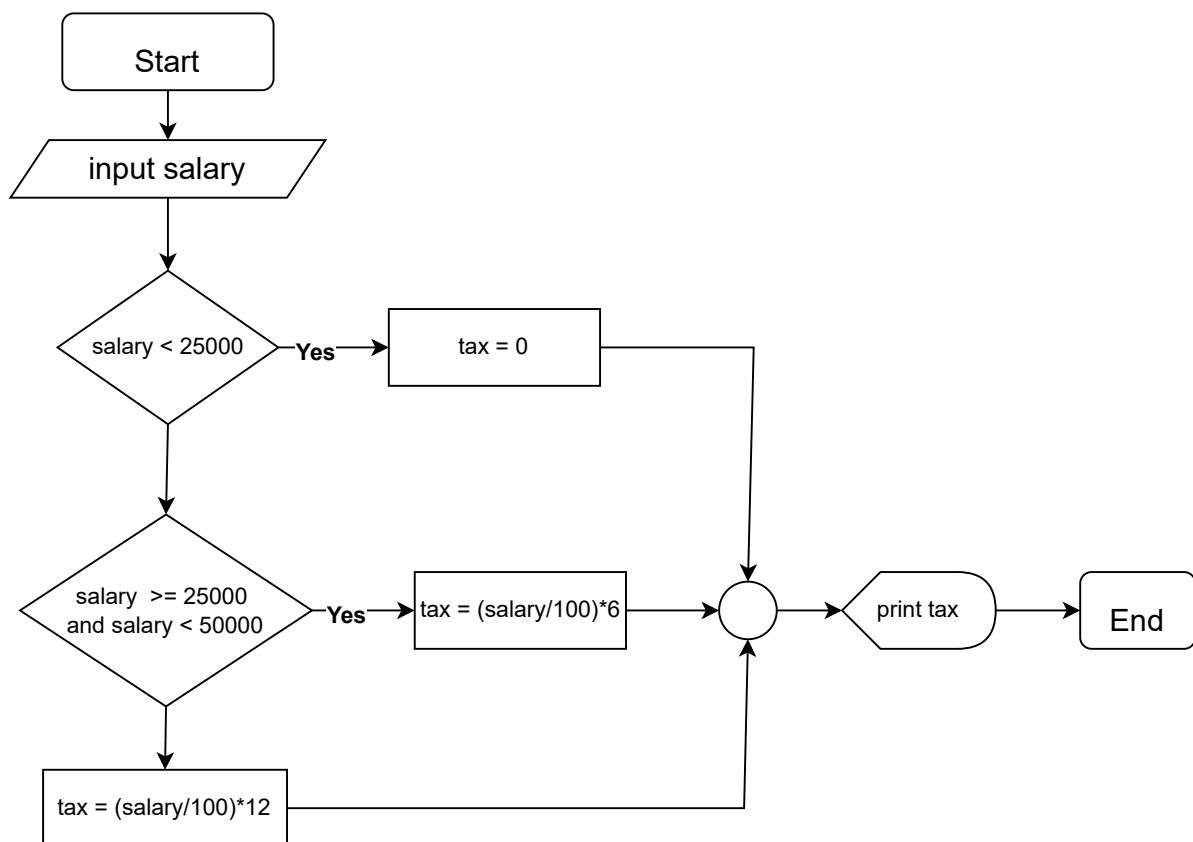 Start
input salary
salary < 25000
Yes
tax = 0
salary  >= 25000
and salary < 50000
Yes
tax = (salary/100)*6
print tax
End
tax = (salary/100)*12